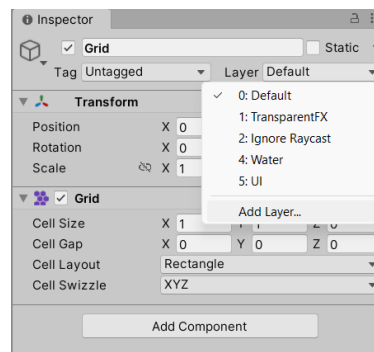 Inspector
Grid Static
Tag Untagged Layer Default
Transform
Position X 0
Rotation X 0
Scale X 1
0: Default
1: TransparentFX
2: Ignore Raycast
4: Water
5: UI
Add Layer...
Grid
Cell Size X 1 Y 1 Z 0
Cell Gap X 0 Y 0 Z 0
Cell Layout Rectangle
Cell Swizzle XYZ
Add Component